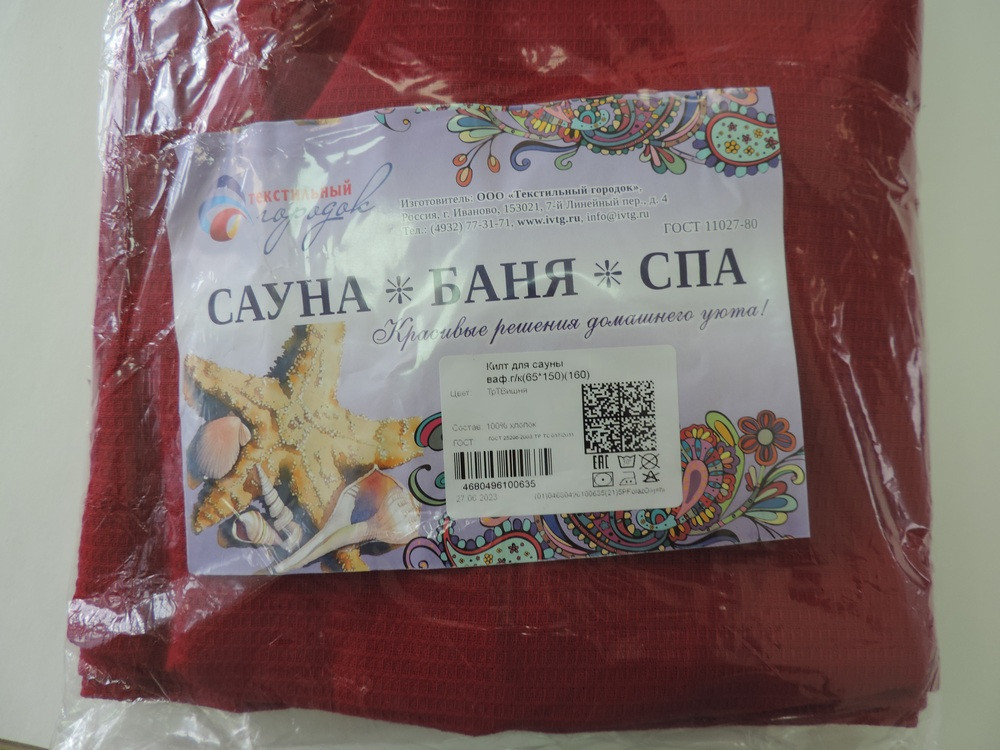 ТЕКСТИЛЬНЫЙ
городок
Изготовитель: ООО «Текстильный городок»,
Россия, г. Иваново, 153021, 7-й Линейный пер., д. 4
Тел.: (4932) 77-31-71, www.ivtg.ru, info@ivtg.ru
ГОСТ 11027-80
САУНА * БАНЯ * СПА
Красивые решения домашнего уюта!
Килт для сауны
ваф.г/к(65*150)(160)
Цвет: ТрТВишня
Состав: 100% хлопок
ГОСТ
4680496100635
27.06.2023
EAC